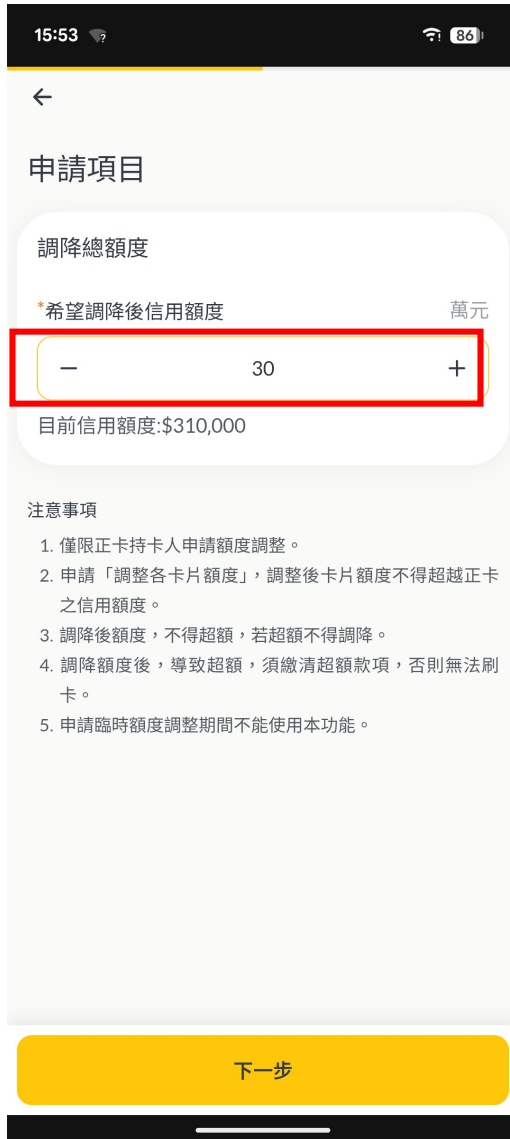 15:53
86
申請項目
調降總額度
*希望調降後信用額度 萬元
− 30 +
目前信用額度:$310,000
注意事項
1. 僅限正卡持卡人申請額度調整。
2. 申請「調整各卡片額度」，調整後卡片額度不得超越正卡
之信用額度。
3. 調降後額度，不得超額，若超額不得調降。
4. 調降額度後，導致超額，須繳清超額款項，否則無法刷
卡。
5. 申請臨時額度調整期間不能使用本功能。
下一步